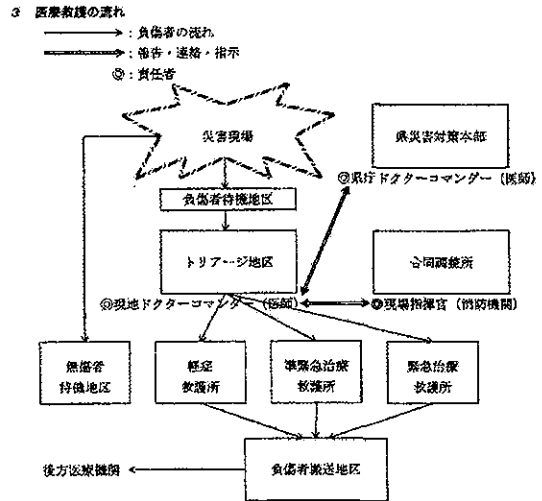 3 医療救護の流れ
：負傷者の流れ
：報告・連絡・指示
◎：責任者
災害現場
県災害対策本部
◎県庁ドクターコマンダー（医師）
負傷者待機地区
トリアージ地区
合同調整所
◎現地ドクターコマンダー（医師）
◎現場指揮官（消防機関）
無傷者
待機地区
軽症
救護所
準緊急治療
救護所
緊急治療
救護所
負傷者搬送地区
後方医療機関